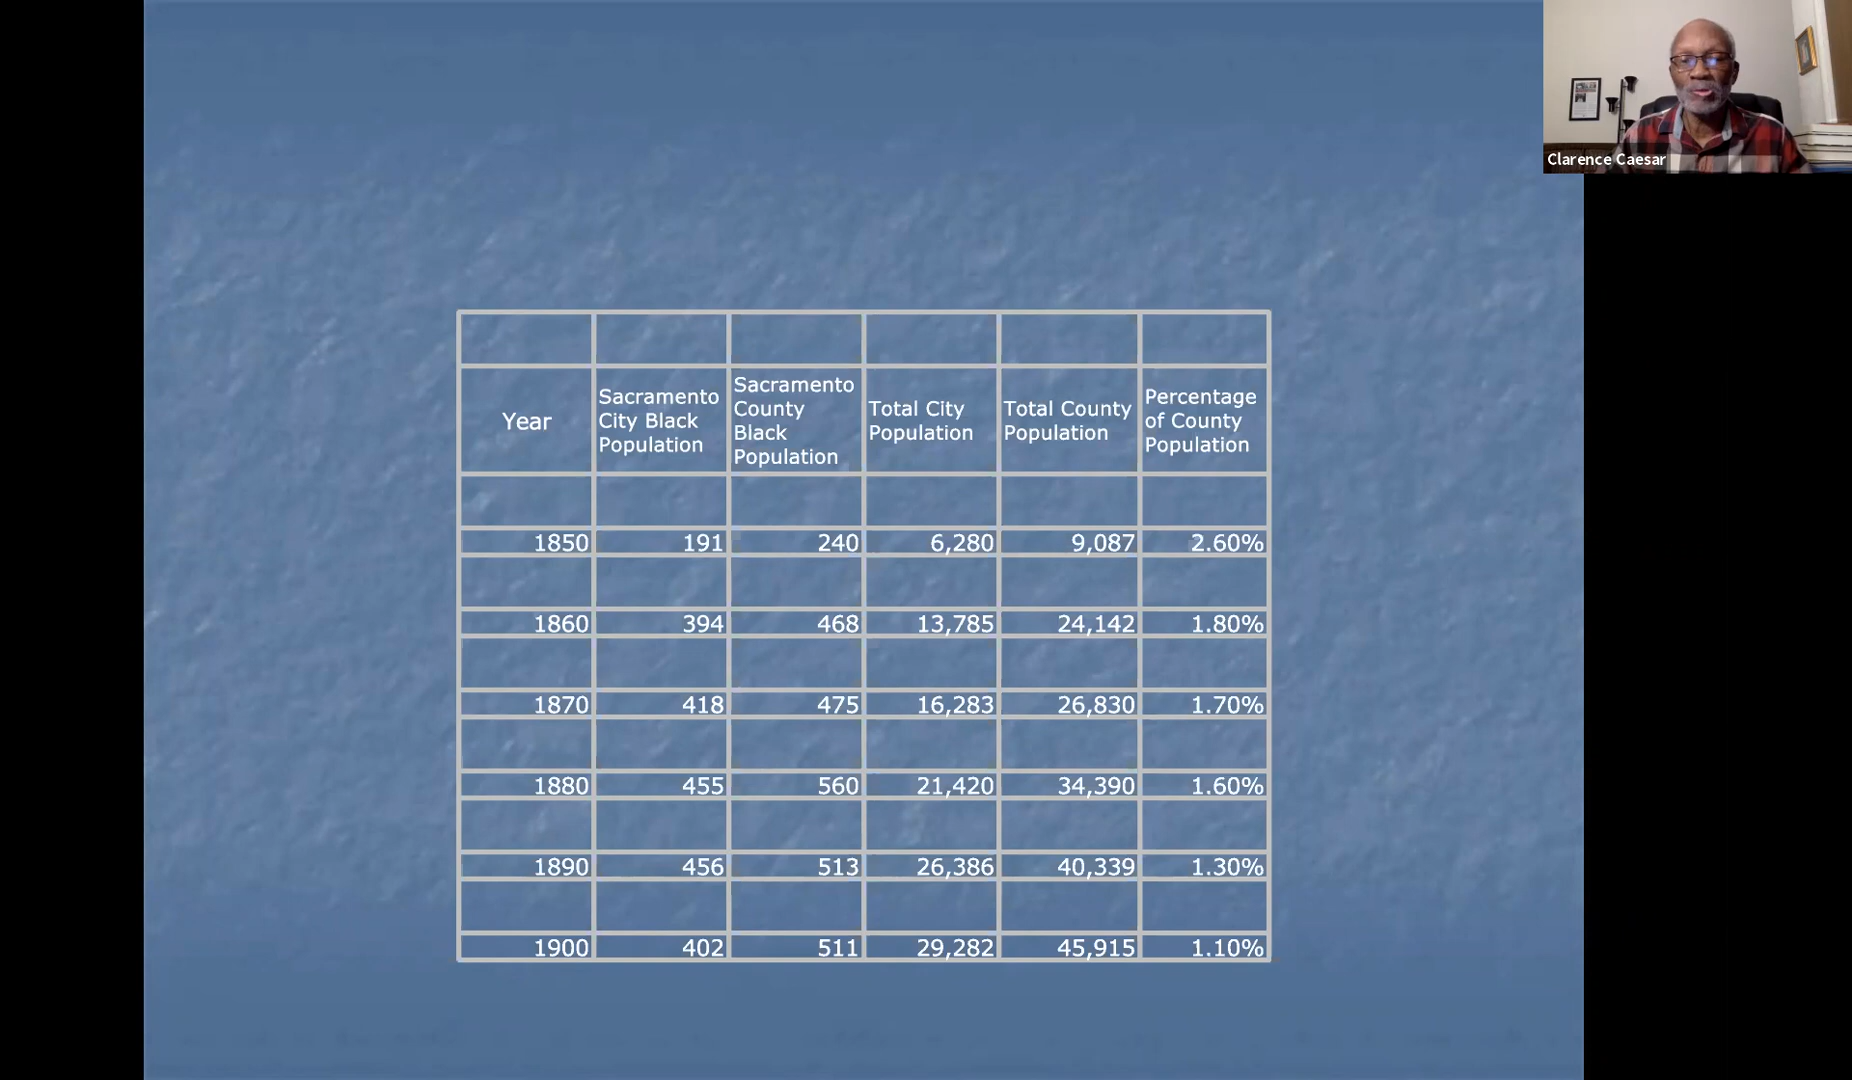 Clarence Caesar
Year
Sacramento
City Black
Population
Sacramento
County
Black
Population
Total City
Population
Total County
Population
Percentage
of County
Population
1850 191 240 6,280 9,087 2.60%
1860 394 468 13,785 24,142 1.80%
1870 418 475 16,283 26,830 1.70%
1880 455 560 21,420 34,390 1.60%
1890 456 513 26,386 40,339 1.30%
1900 402 511 29,282 45,915 1.10%